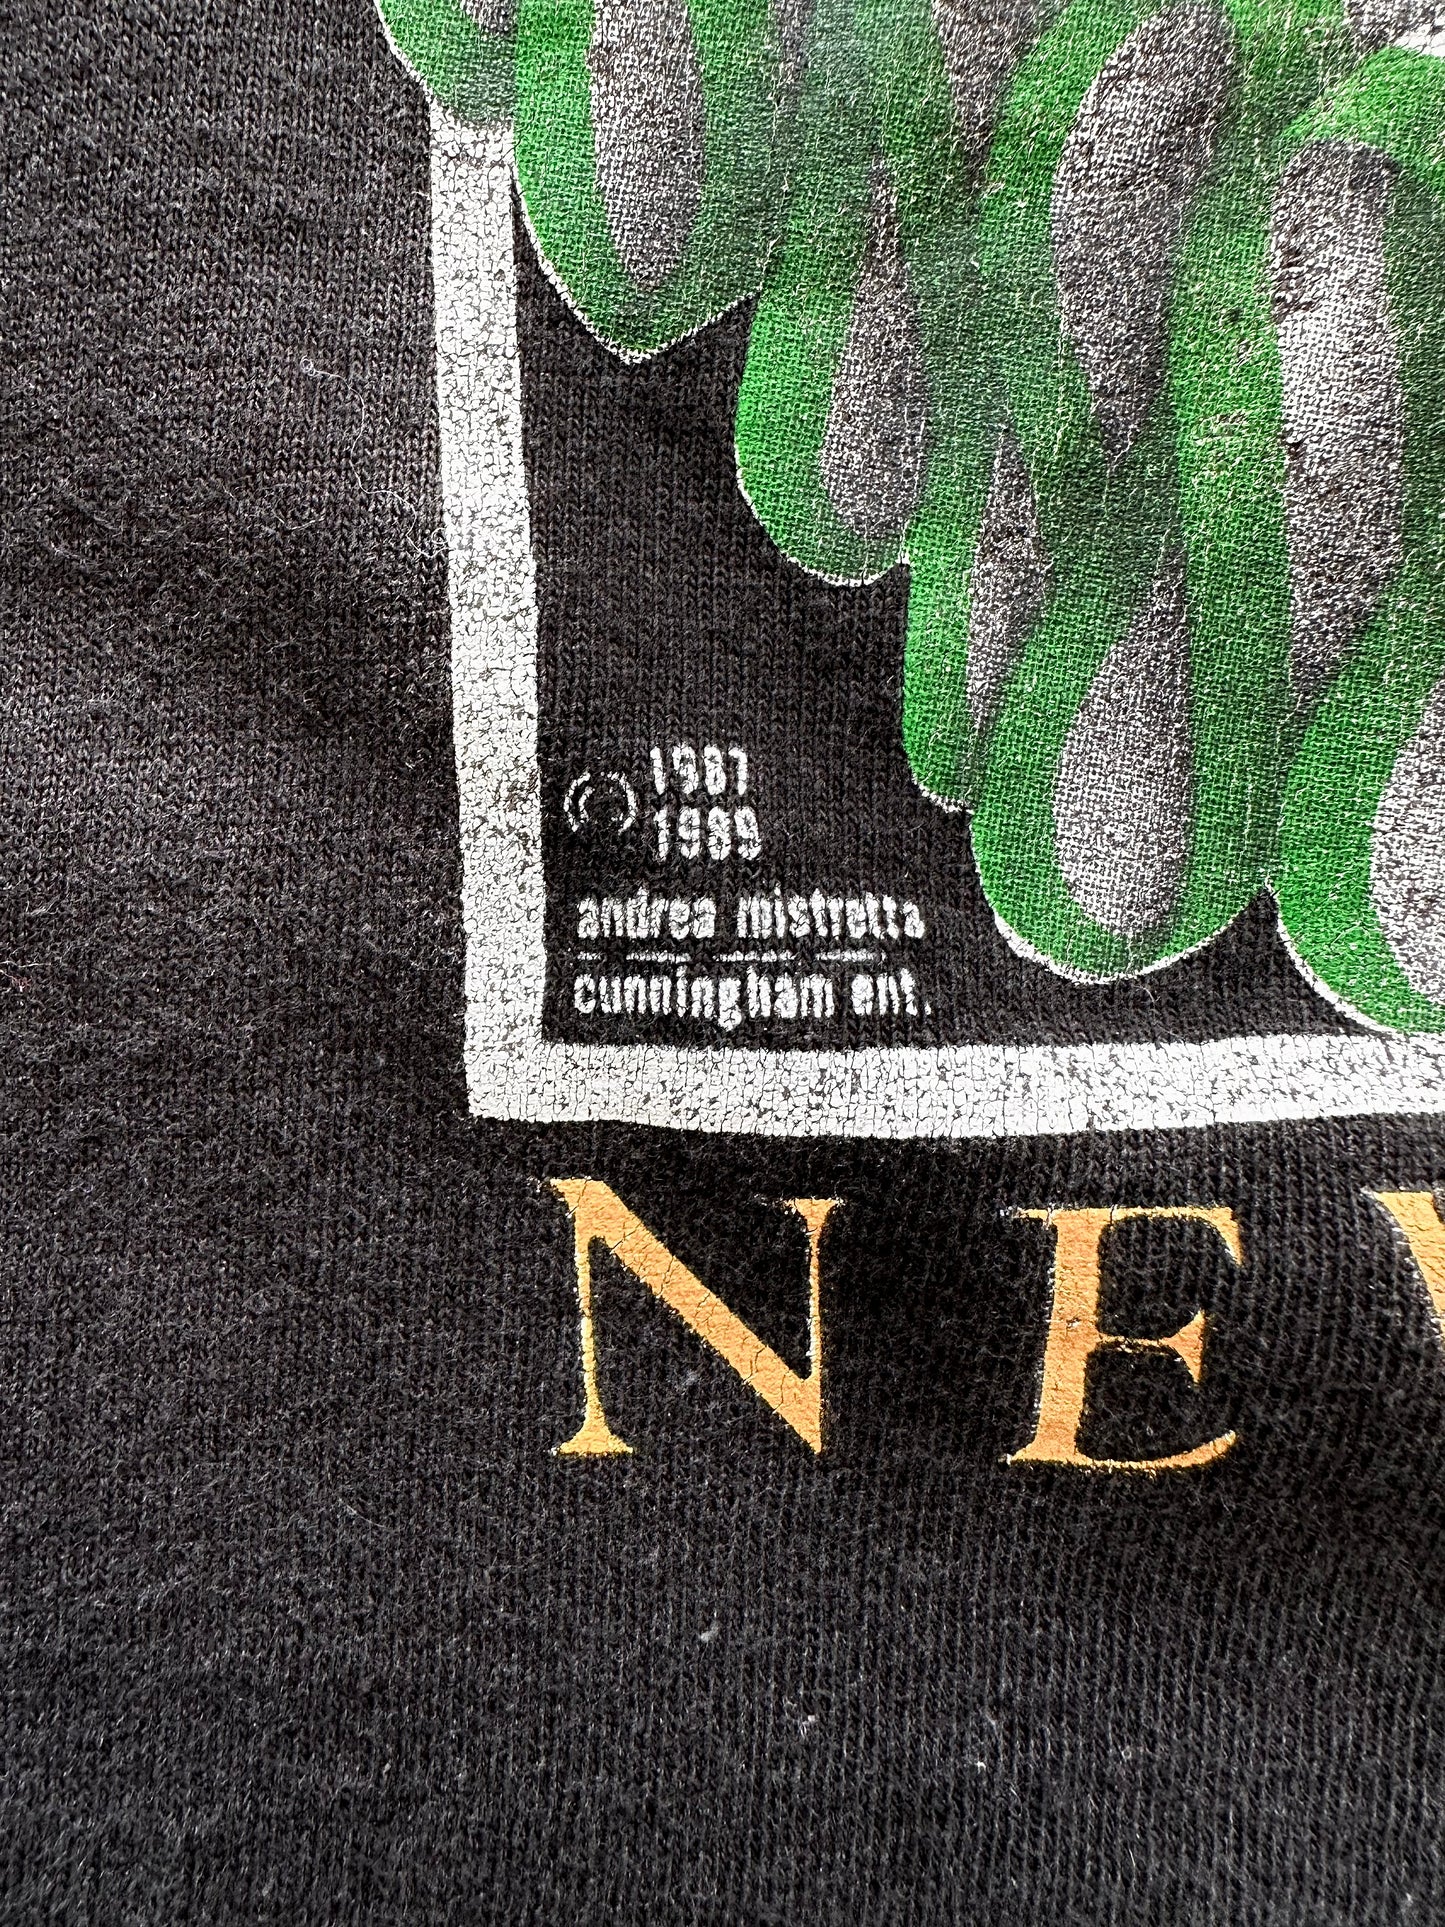 © 1987
1989
andrea mistretta
cunningham ent.
NE